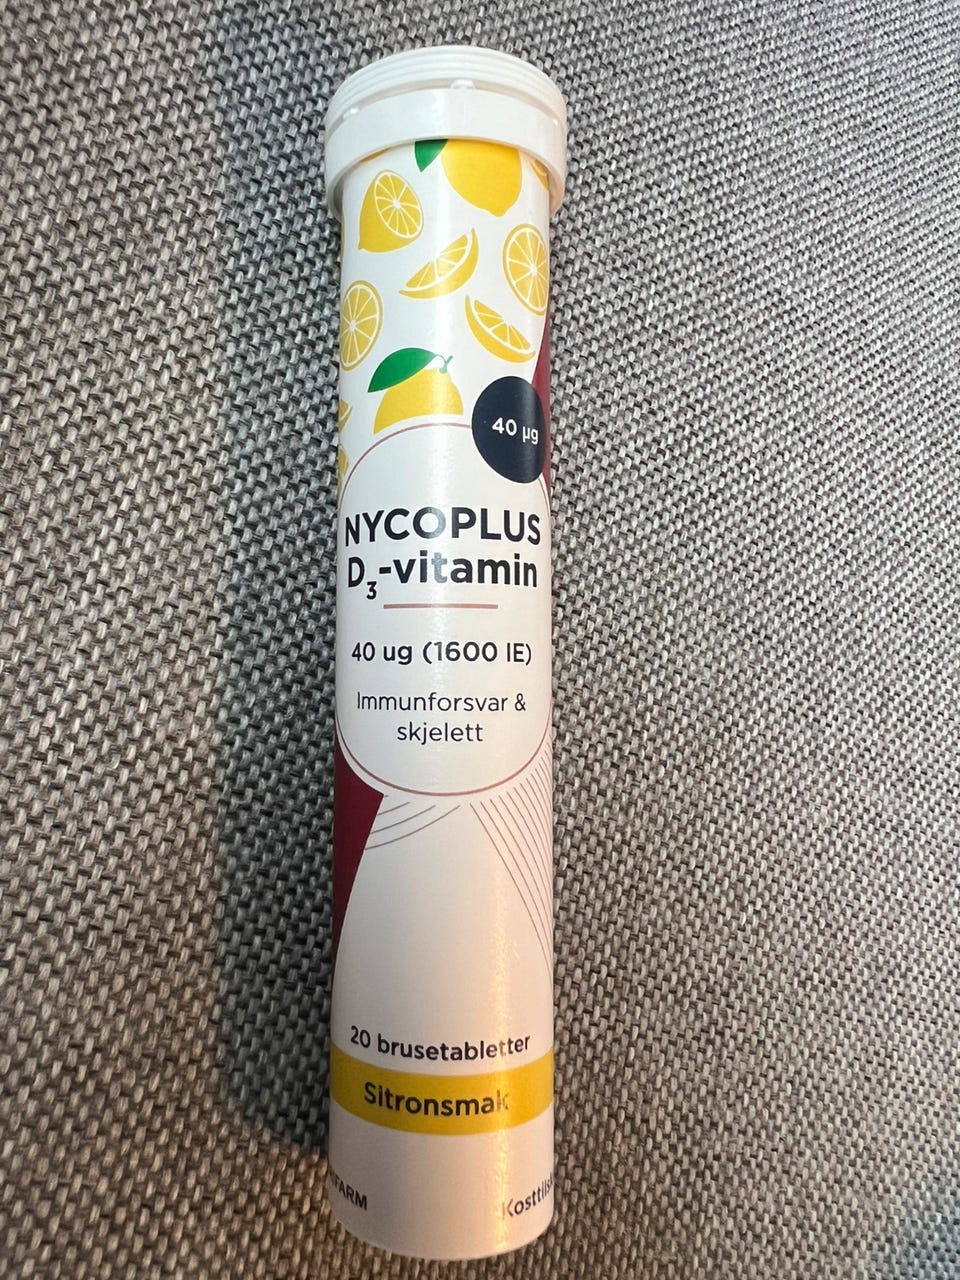 40 µg
NYCOPLUS
D₃-vitamin
40 ug (1600 IE)
Immunforsvar &
skjelett
20 brusetabletter
Sitronsmak